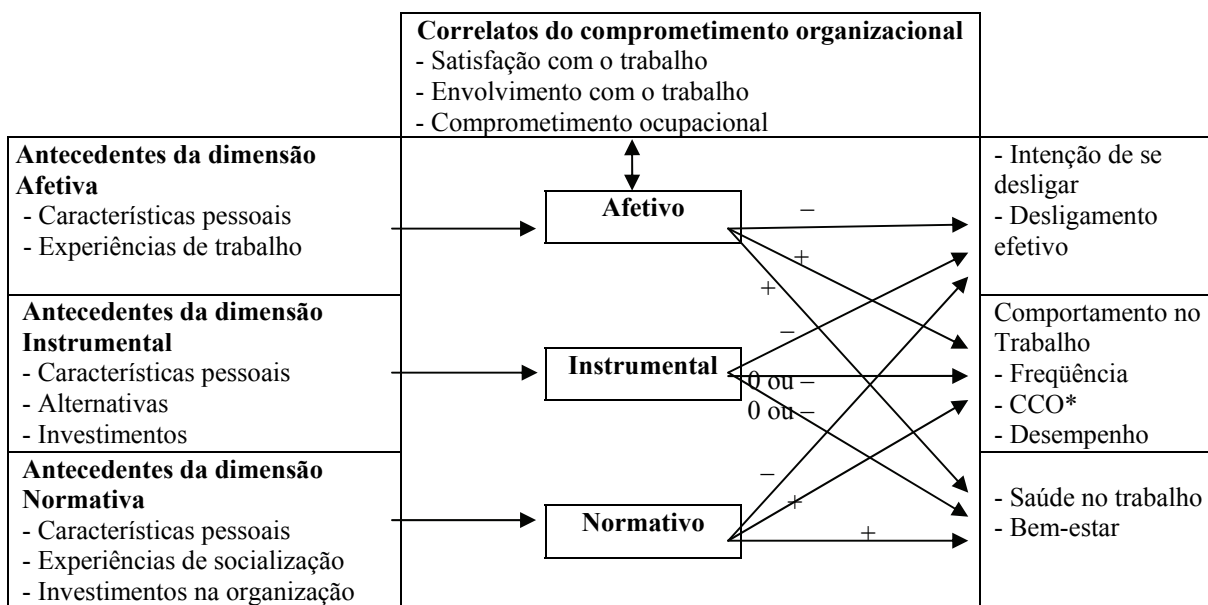 Correlatos do comprometimento organizacional
- Satisfação com o trabalho
- Envolvimento com o trabalho
- Comprometimento ocupacional
Antecedentes da dimensão
Afetiva
- Características pessoais
- Experiências de trabalho
Afetivo
–
+
+
- Intenção de se
desligar
- Desligamento
efetivo
Antecedentes da dimensão
Instrumental
- Características pessoais
- Alternativas
- Investimentos
Instrumental
–
0 ou –
0 ou –
Comportamento no
Trabalho
- Freqüência
- CCO*
- Desempenho
Antecedentes da dimensão
Normativa
- Características pessoais
- Experiências de socialização
- Investimentos na organização
Normativo
–
+
+
- Saúde no trabalho
- Bem-estar